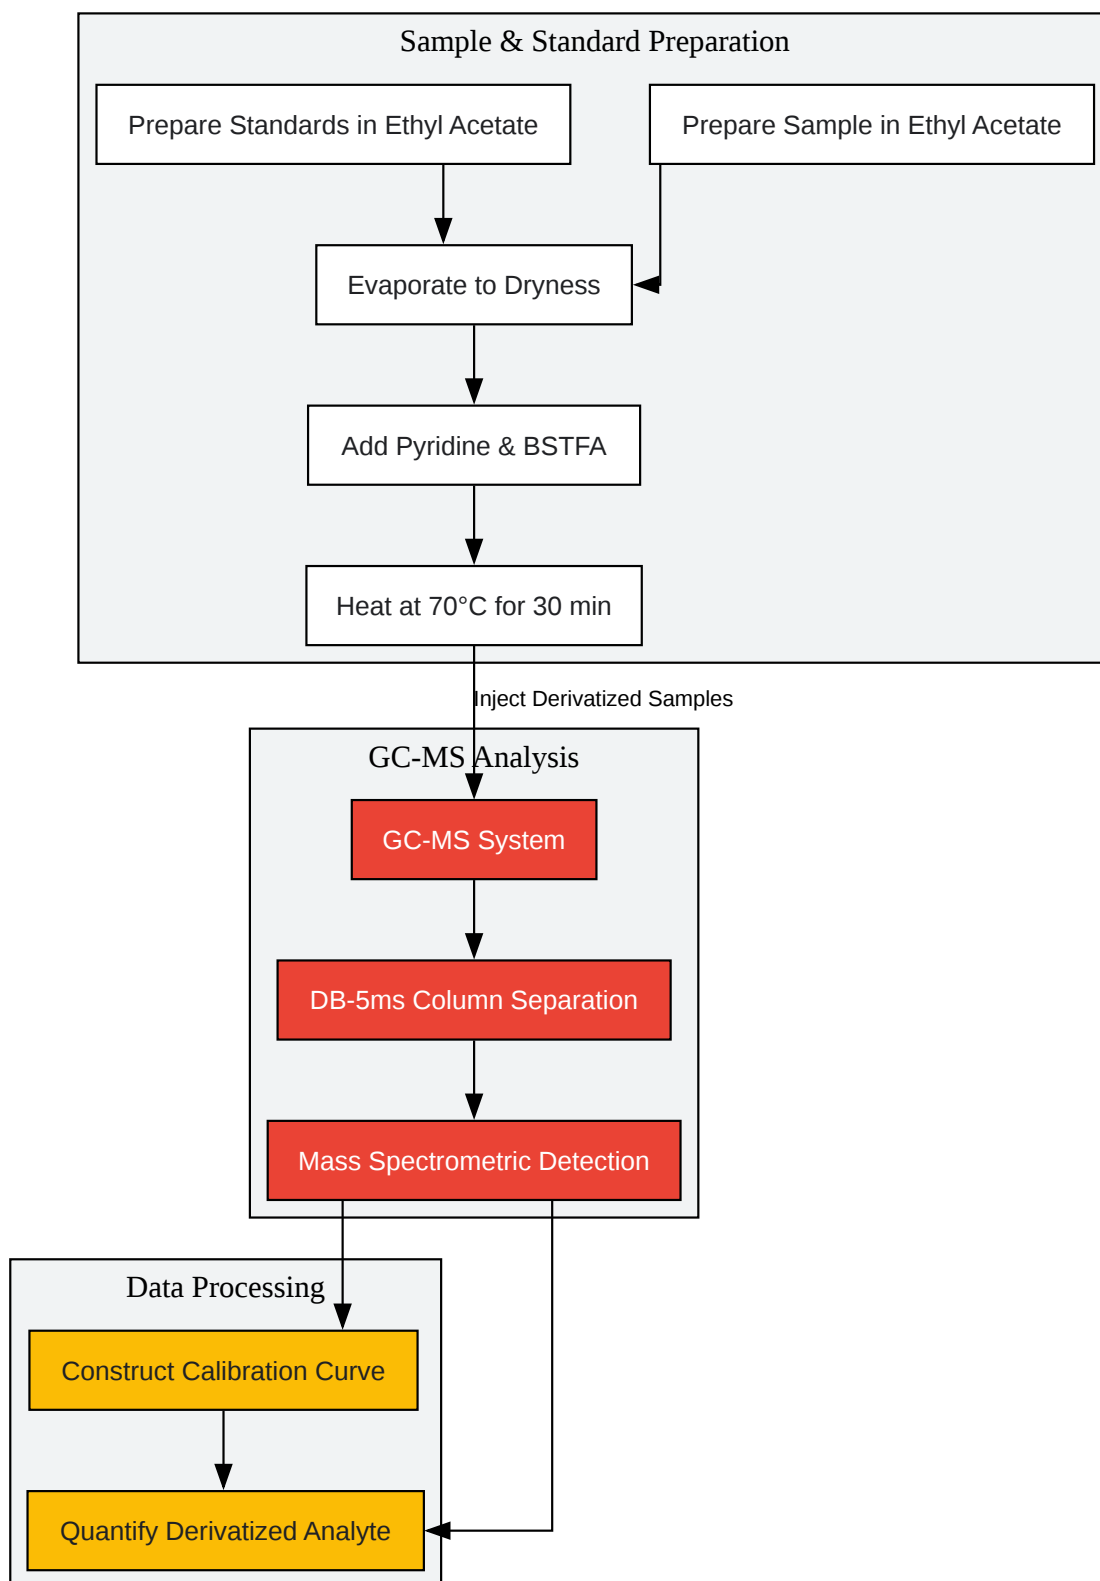 Sample & Standard Preparation
Prepare Standards in Ethyl Acetate
Prepare Sample in Ethyl Acetate
Evaporate to Dryness
Add Pyridine & BSTFA
Heat at 70°C for 30 min
Inject Derivatized Samples
GC-MS Analysis
GC-MS System
DB-5ms Column Separation
Mass Spectrometric Detection
Data Processing
Construct Calibration Curve
Quantify Derivatized Analyte